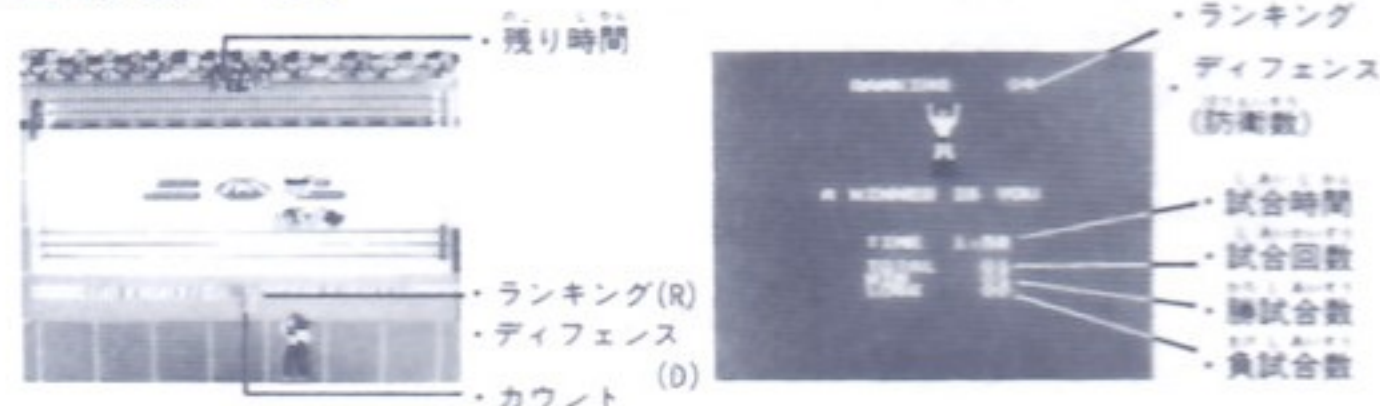 ・残り時間
・ランキング(R)
・ディフェンス
(D)
・カウント
・ランキング
・ディフェンス
(防衛数)
A WINNER IS YOU
TIME
・試合時間
・試合回数
・勝試合数
・負試合数